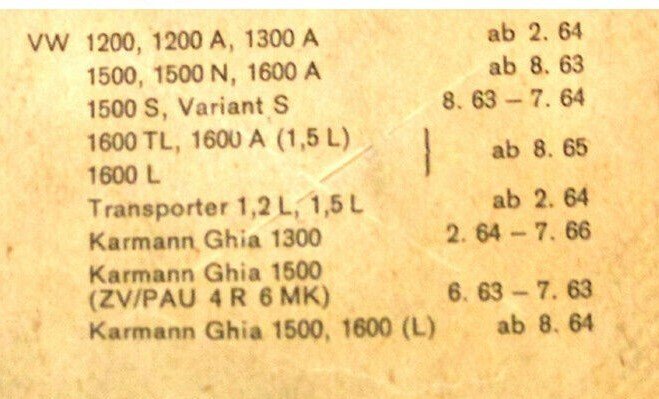 VW 1200, 1200 A, 1300 A ab 2. 64
1500, 1500 N, 1600 A ab 8. 63
1500 S, Variant S 8. 63 – 7. 64
1600 TL, 1600 A (1,5 L)
} ab 8. 65
1600 L
Transporter 1,2 L, 1,5 L ab 2. 64
Karmann Ghia 1300 2. 64 – 7. 66
Karmann Ghia 1500
(ZV/PAU 4 R 6 MK) 6. 63 – 7. 63
Karmann Ghia 1500, 1600 (L) ab 8. 64